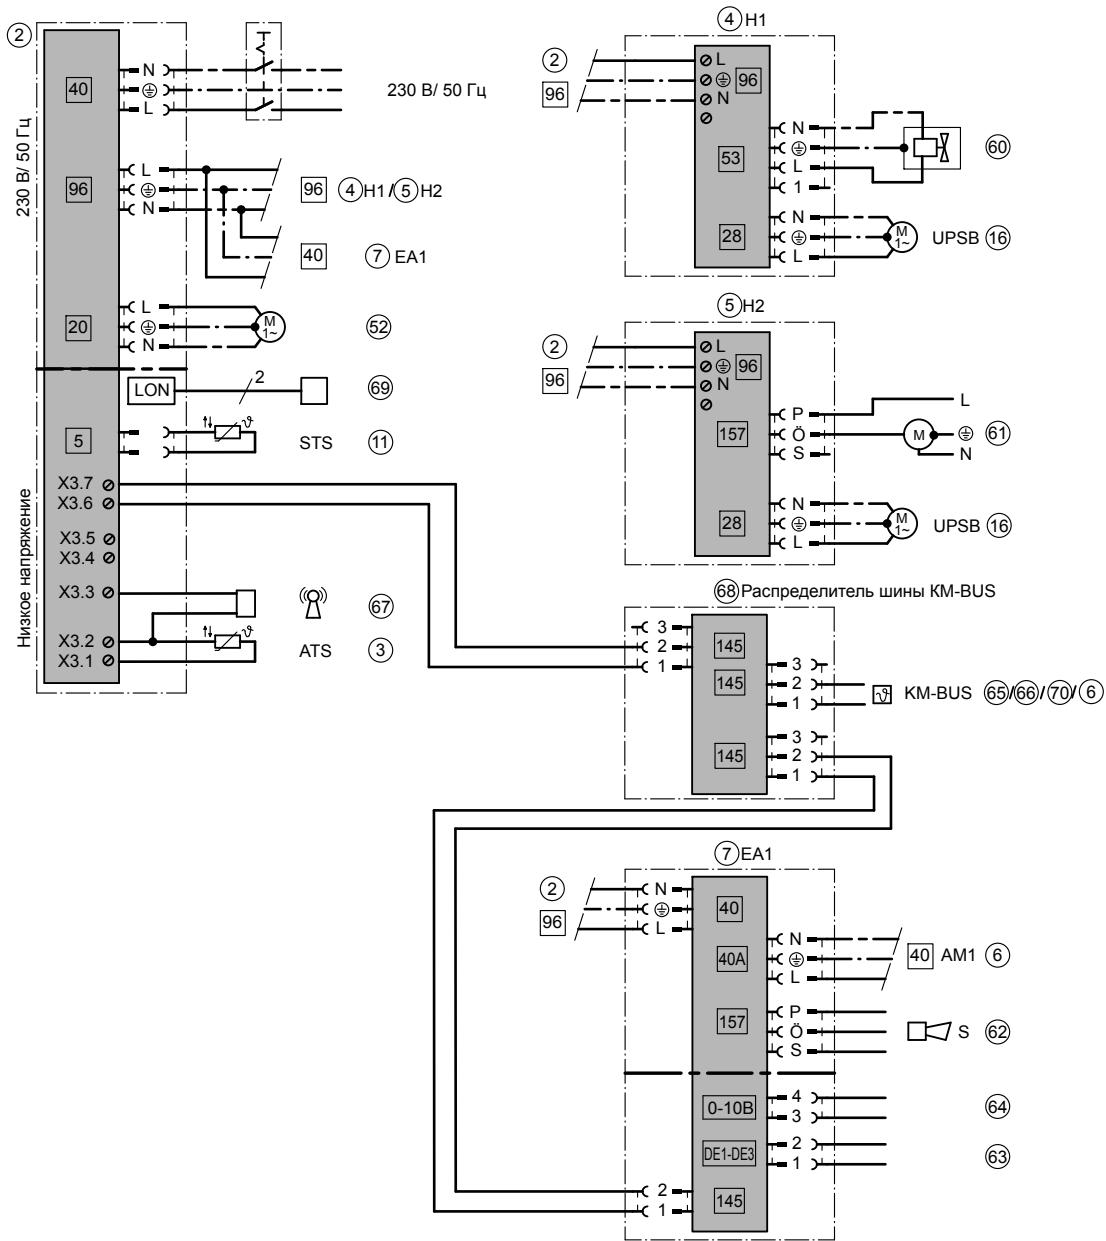 2
230 В/ 50 Гц
40
N
L
230 В/ 50 Гц
96
L
N
96 4 H1 / 5 H2
40 7 EA1
20
L
N
M
1~
52
LON
2
69
5
ϑ
STS 11
Низкое напряжение
X3.7
X3.6
X3.5
X3.4
X3.3
67
X3.2
X3.1
ϑ
ATS 3
4 H1
2
96
L
N
96
53
N
L
1
60
28
N
L
M
1~
UPSB 16
5 H2
2
96
L
N
96
157
P
Ö
S
M
L
N
61
28
N
L
M
1~
UPSB 16
68 Распределитель шины KM-BUS
3
2
1
145
145
3
2
1
ϑ KM-BUS 65/66/70/6
145
3
2
1
7 EA1
2
96
N
L
40
40A
N
L
40 AM1 6
157
P
Ö
S
S 62
0-10В
4
3
64
DE1-DE3
2
1
63
2
1
145